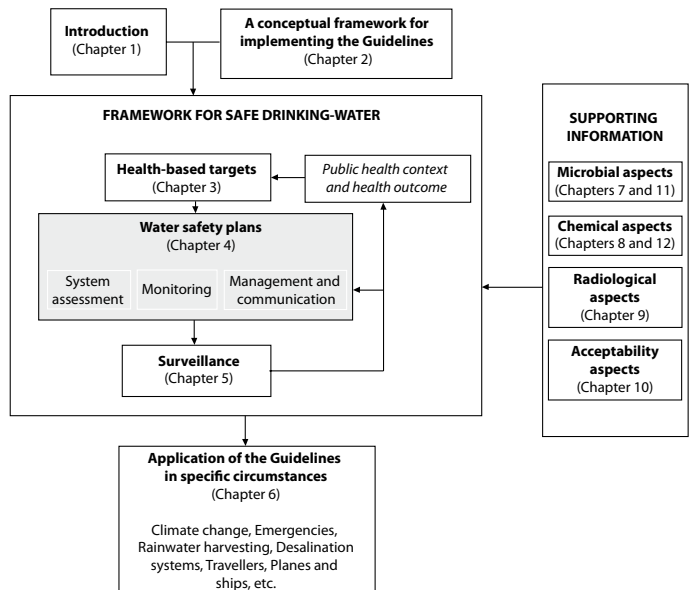 Introduction
(Chapter 1)
A conceptual framework for
implementing the Guidelines
(Chapter 2)
FRAMEWORK FOR SAFE DRINKING-WATER
Health-based targets
(Chapter 3)
Public health context
and health outcome
Water safety plans
(Chapter 4)
System
assessment
Monitoring
Management and
communication
Surveillance
(Chapter 5)
SUPPORTING
INFORMATION
Microbial aspects
(Chapters 7 and 11)
Chemical aspects
(Chapters 8 and 12)
Radiological
aspects
(Chapter 9)
Acceptability
aspects
(Chapter 10)
Application of the Guidelines
in specific circumstances
(Chapter 6)
Climate change, Emergencies,
Rainwater harvesting, Desalination
systems, Travellers, Planes and
ships, etc.